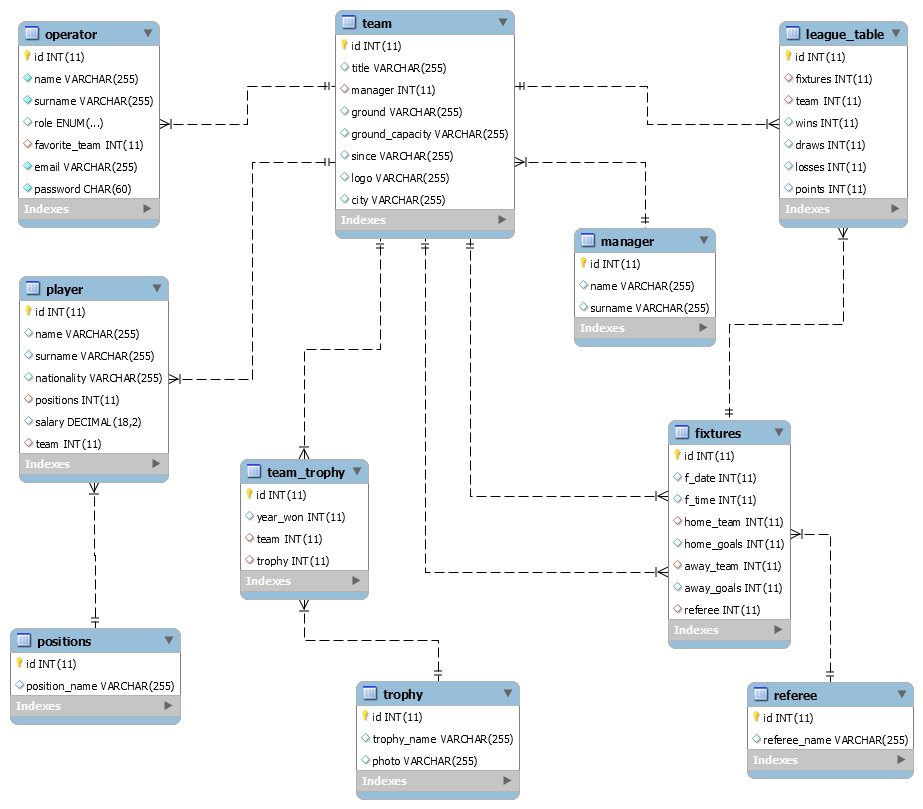 operator
id INT(11)
name VARCHAR(255)
surname VARCHAR(255)
role ENUM(...)
favorite_team INT(11)
email VARCHAR(255)
password CHAR(60)
Indexes
team
id INT(11)
title VARCHAR(255)
manager INT(11)
ground VARCHAR(255)
ground_capacity VARCHAR(255)
since VARCHAR(255)
logo VARCHAR(255)
city VARCHAR(255)
Indexes
league_table
id INT(11)
fixtures INT(11)
team INT(11)
wins INT(11)
draws INT(11)
losses INT(11)
points INT(11)
Indexes
manager
id INT(11)
name VARCHAR(255)
surname VARCHAR(255)
Indexes
player
id INT(11)
name VARCHAR(255)
surname VARCHAR(255)
nationality VARCHAR(255)
positions INT(11)
salary DECIMAL(18,2)
team INT(11)
Indexes
team_trophy
id INT(11)
year_won INT(11)
team INT(11)
trophy INT(11)
Indexes
fixtures
id INT(11)
f_date INT(11)
f_time INT(11)
home_team INT(11)
home_goals INT(11)
away_team INT(11)
away_goals INT(11)
referee INT(11)
Indexes
positions
id INT(11)
position_name VARCHAR(255)
Indexes
trophy
id INT(11)
trophy_name VARCHAR(255)
photo VARCHAR(255)
Indexes
referee
id INT(11)
referee_name VARCHAR(255)
Indexes